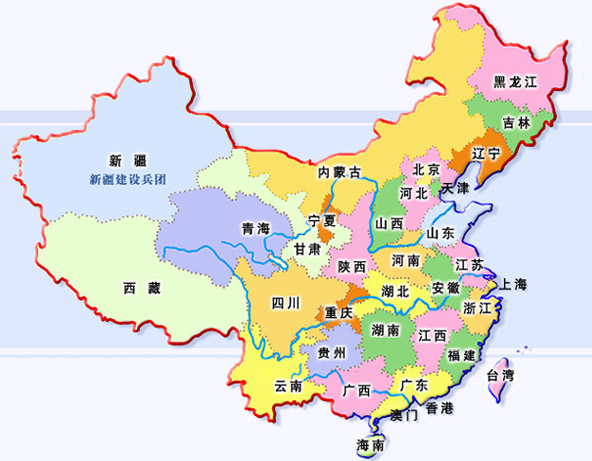 黑龙江
吉林
辽宁
新疆
新疆建设兵团
内蒙古
北京
天津
河北
青海
宁夏
山西
山东
甘肃
陕西
河南
江苏
西藏
四川
重庆
湖北
安徽
上海
浙江
湖南
江西
贵州
福建
云南
广西
广东
台湾
香港
澳门
海南